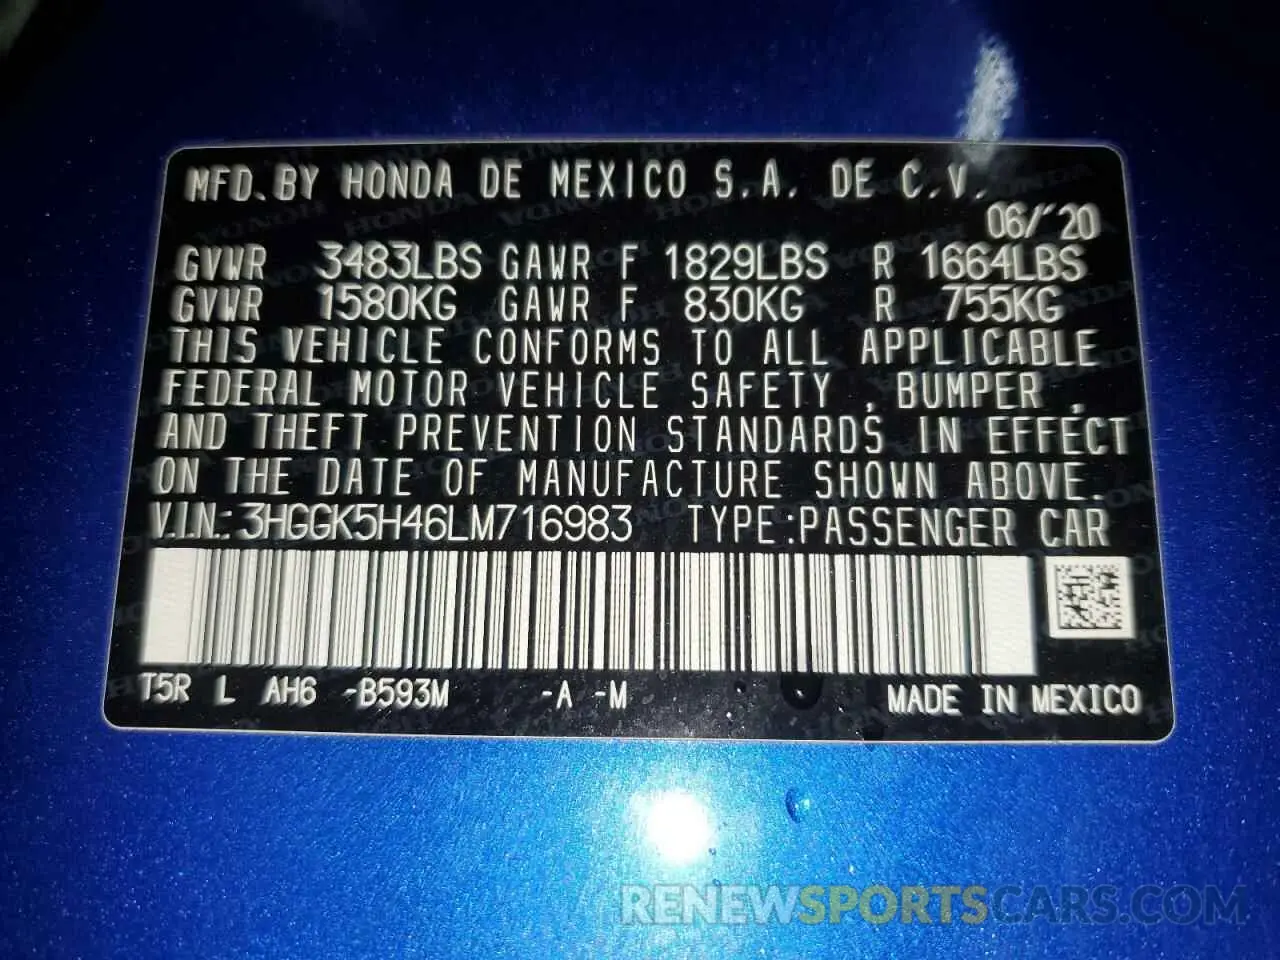 MFD. BY HONDA DE MEXICO S.A. DE C.V.
06/'20
GVWR 3483LBS GAWR F 1829LBS R 1664LBS
GVWR 1580KG GAWR F 830KG R 755KG
THIS VEHICLE CONFORMS TO ALL APPLICABLE
FEDERAL MOTOR VEHICLE SAFETY , BUMPER ,
AND THEFT PREVENTION STANDARDS IN EFFECT
ON THE DATE OF MANUFACTURE SHOWN ABOVE.
V.I.N.: 3HGGK5H46LM716983 TYPE:PASSENGER CAR
T5R L AH6 -B593M -A -M MADE IN MEXICO
RENEWSPORTSCARS.COM